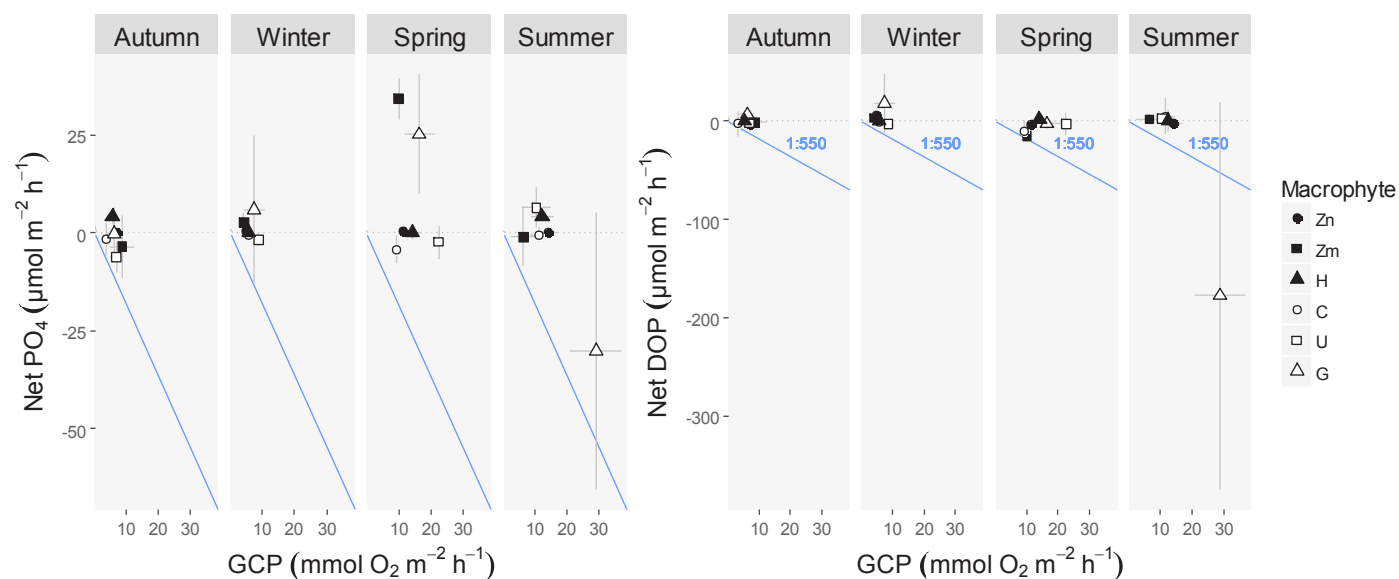 Autumn Winter Spring Summer
25
0
-25
-50
Net PO₄ (µmol m⁻² h⁻¹)
10 20 30 10 20 30 10 20 30 10 20 30
GCP (mmol O₂ m⁻² h⁻¹)
Autumn Winter Spring Summer
0
-100
-200
-300
Net DOP (µmol m⁻² h⁻¹)
1:550 1:550 1:550 1:550
10 20 30 10 20 30 10 20 30 10 20 30
GCP (mmol O₂ m⁻² h⁻¹)
Macrophyte
Zn
Zm
H
C
U
G